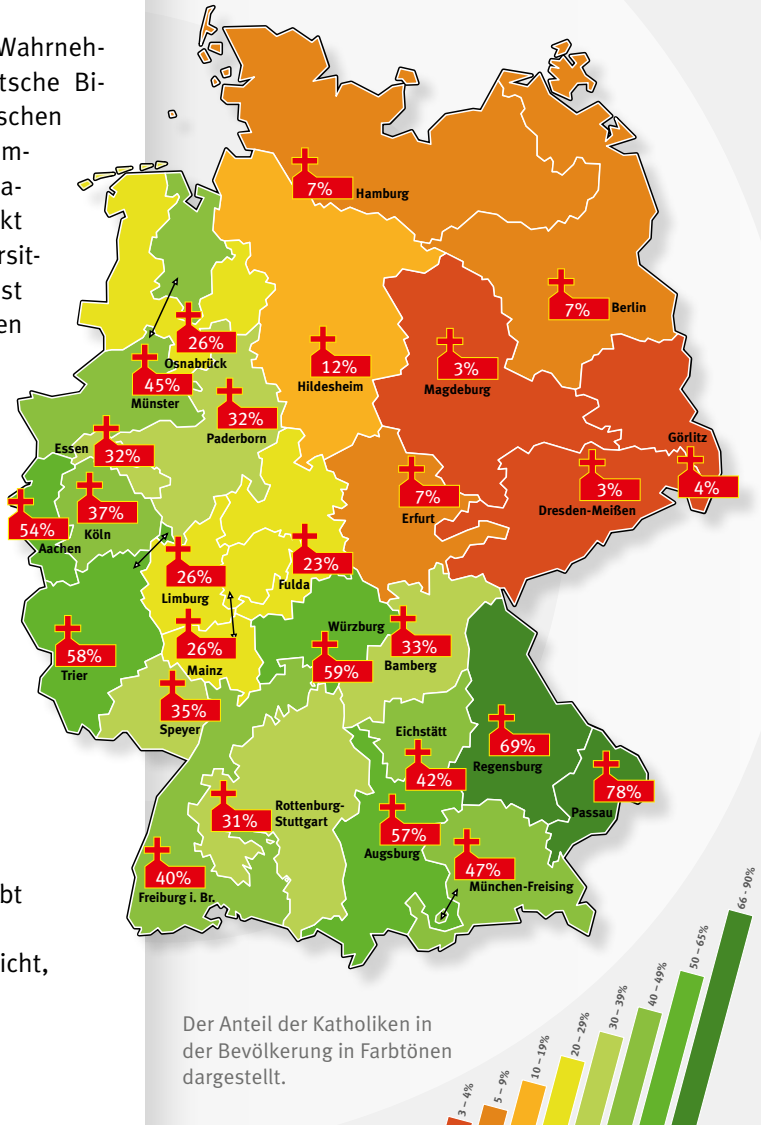 Wahrneh-
tsche Bi-
schen
m-
a-
kt
rsit-
st
en
7%
Hamburg
7%
Berlin
26%
Osnabrück
12%
Hildesheim
3%
Magdeburg
45%
Münster
32%
Paderborn
Essen
32%
Görlitz
4%
3%
Dresden-Meißen
7%
Erfurt
37%
Köln
54%
Aachen
23%
Fulda
26%
Limburg
58%
Trier
26%
Mainz
Würzburg
59%
33%
Bamberg
35%
Speyer
Eichstätt
42%
69%
Regensburg
78%
Passau
31%
Rottenburg-
Stuttgart
57%
Augsburg
40%
Freiburg i. Br.
47%
München-Freising
bt
icht,
Der Anteil der Katholiken in
der Bevölkerung in Farbtönen
dargestellt.
3 – 4%
5 – 9%
10 – 19%
20 – 29%
30 – 39%
40 – 49%
50 – 65%
66 - 90%